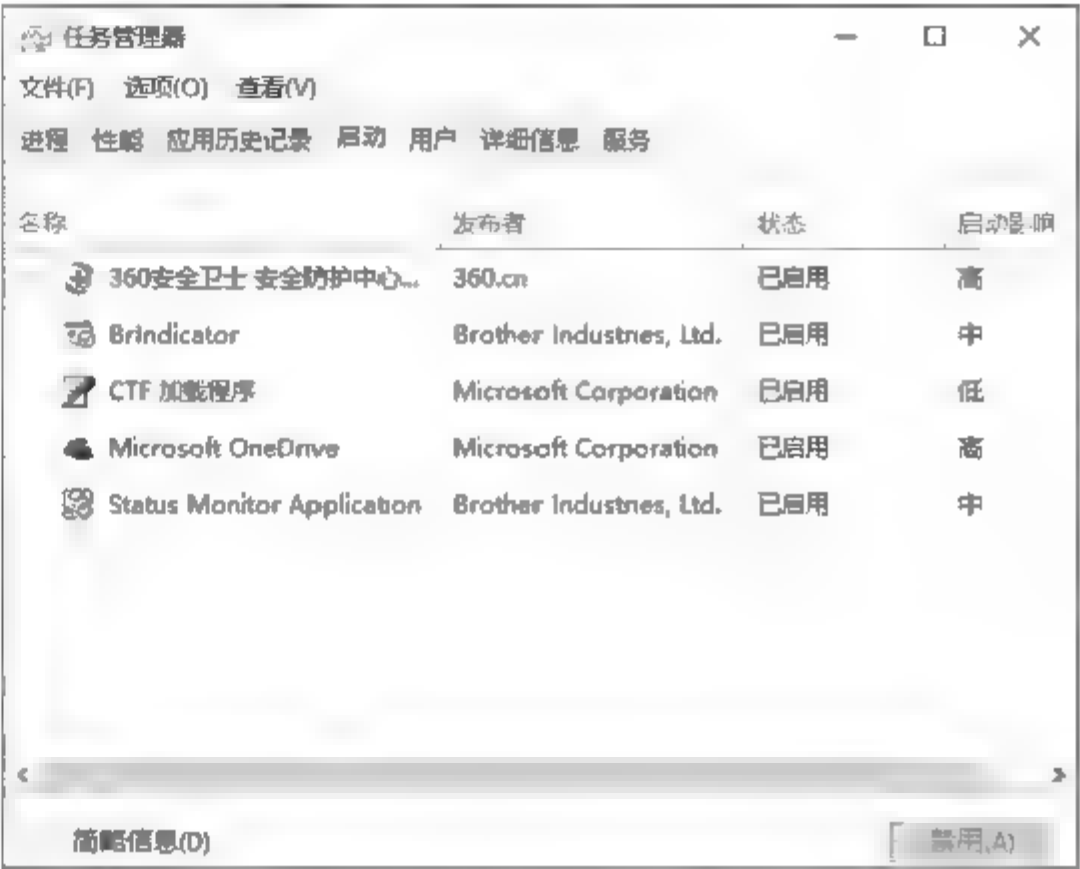 任务管理器
文件(F) 选项(O) 查看(V)
进程 性能 应用历史记录 启动 用户 详细信息 服务
名称 发布者 状态 启动影响
360安全卫士 安全防护中心... 360.cn 已启用 高
BrIndicator Brother Industries, Ltd. 已启用 中
CTF 加载程序 Microsoft Corporation 已启用 低
Microsoft OneDrive Microsoft Corporation 已启用 高
Status Monitor Application Brother Industries, Ltd. 已启用 中
简略信息(D) 禁用(A)